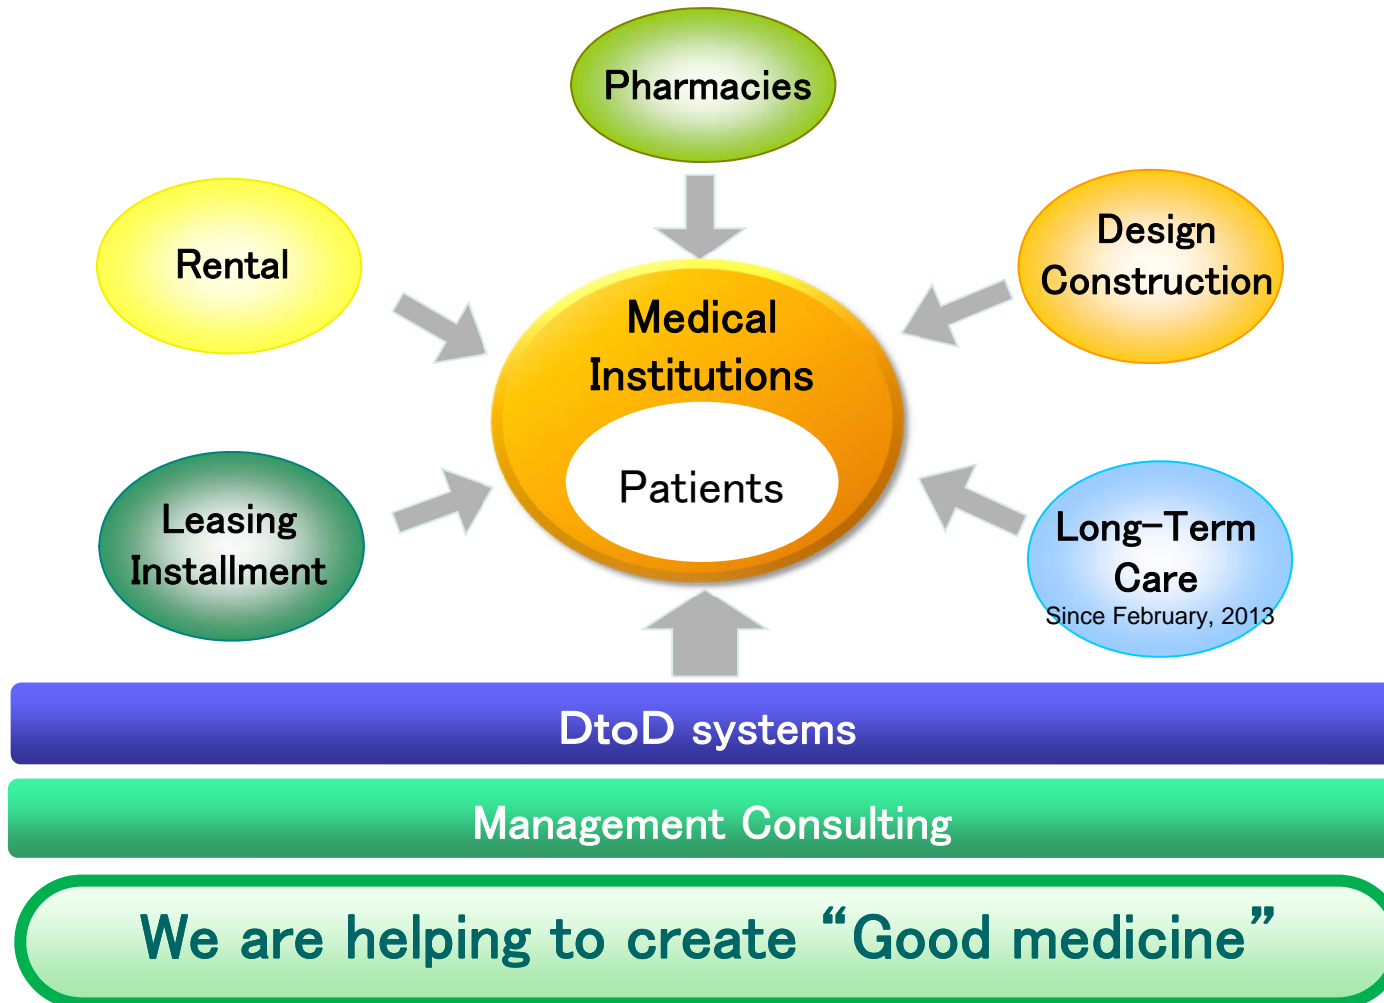 Pharmacies
Rental
Design
Construction
Medical
Institutions
Patients
Leasing
Installment
Long-Term
Care
Since February, 2013
DtoD systems
Management Consulting
We are helping to create “Good medicine”